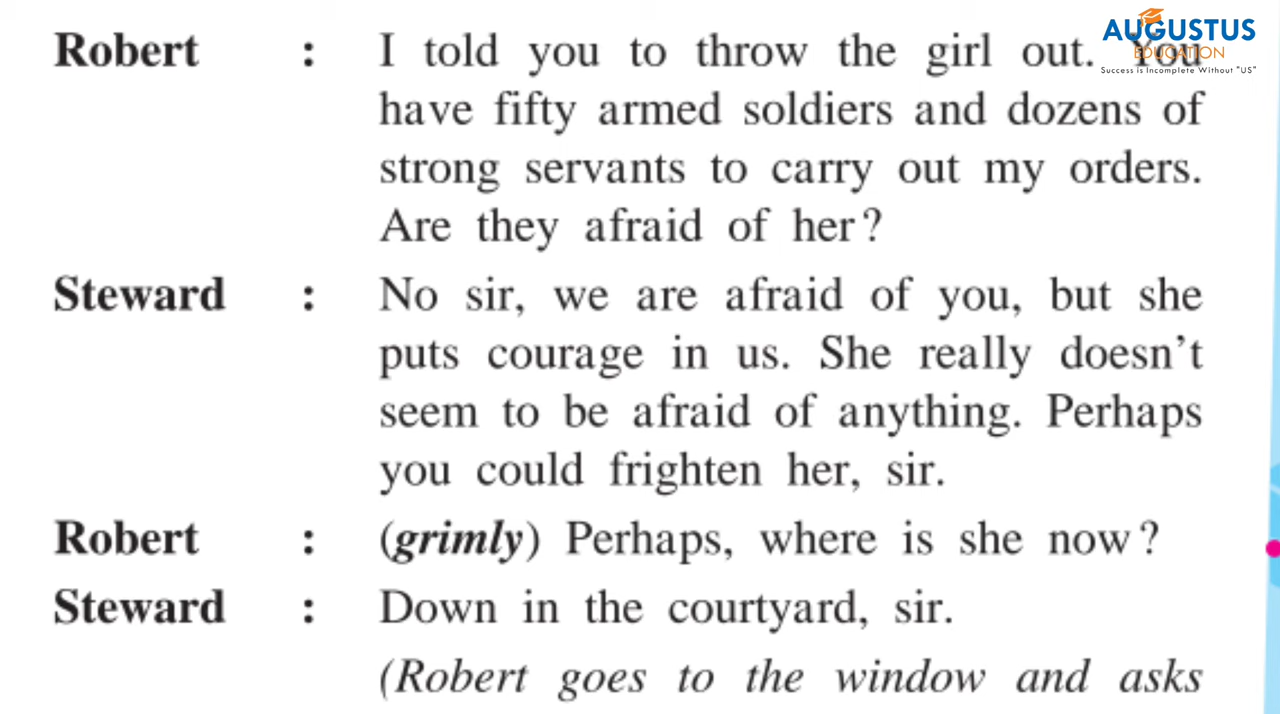 AUGUSTUS
EDUCATION
Success is Incomplete Without "US"
Robert : I told you to throw the girl out. You
have fifty armed soldiers and dozens of
strong servants to carry out my orders.
Are they afraid of her?
Steward : No sir, we are afraid of you, but she
puts courage in us. She really doesn't
seem to be afraid of anything. Perhaps
you could frighten her, sir.
Robert : (grimly) Perhaps, where is she now?
Steward : Down in the courtyard, sir.
(Robert goes to the window and asks